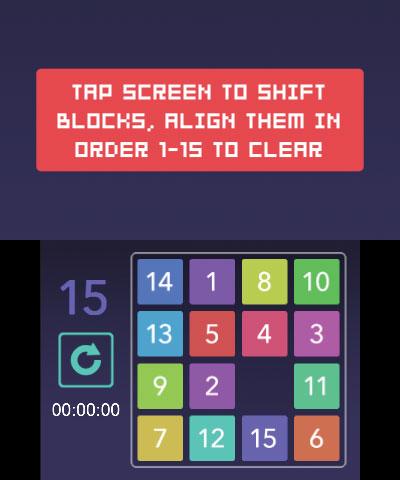 TAP SCREEN TO SHIFT
BLOCKS, ALIGN THEM IN
ORDER 1-15 TO CLEAR
15
00:00:00
14 1 8 10
13 5 4 3
9 2 11
7 12 15 6